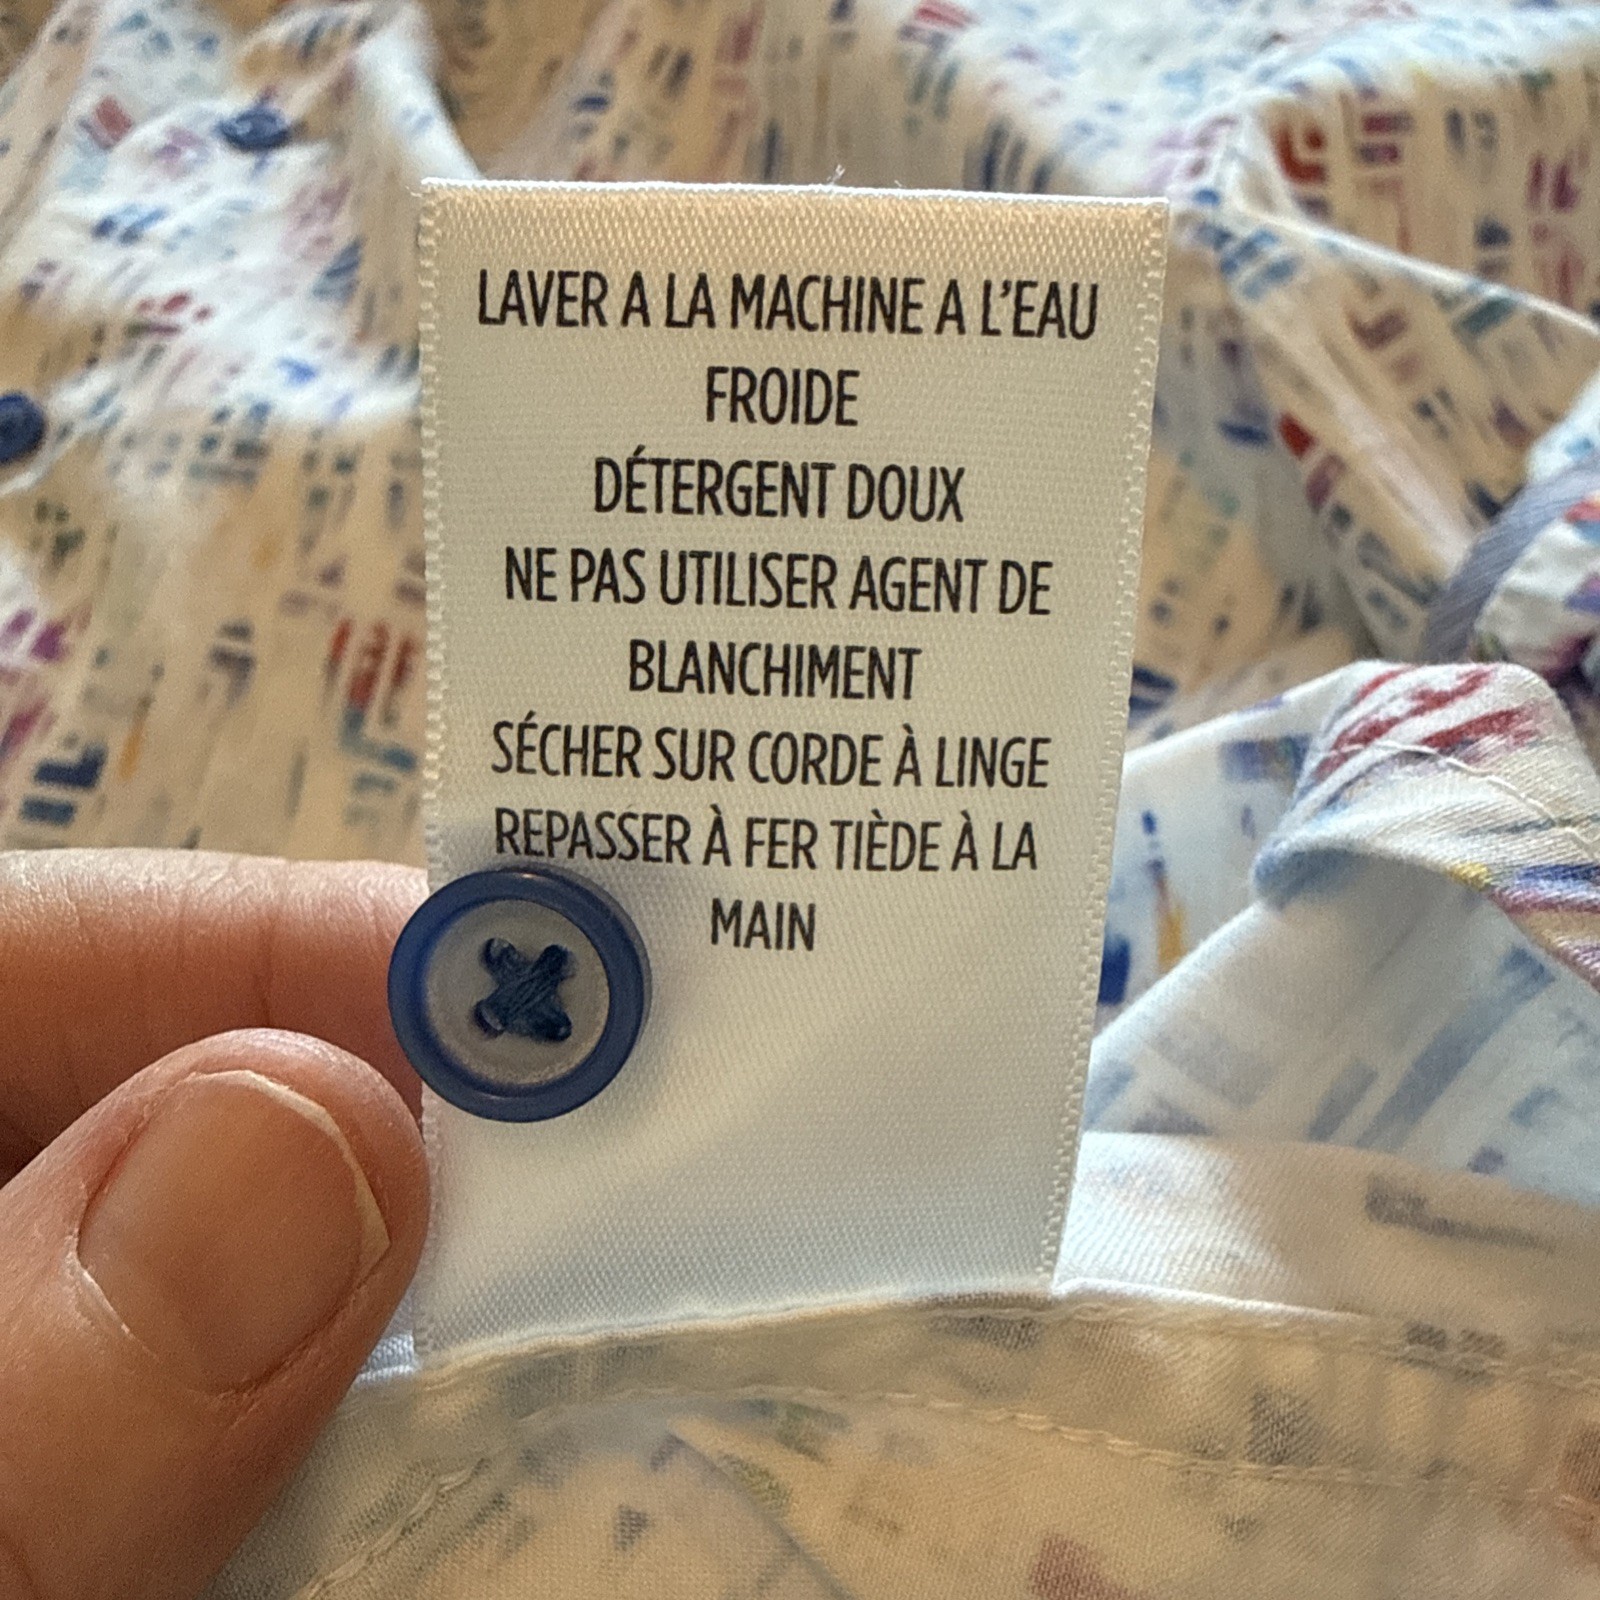 LAVER A LA MACHINE A L'EAU
FROIDE
DÉTERGENT DOUX
NE PAS UTILISER AGENT DE
BLANCHIMENT
SÉCHER SUR CORDE À LINGE
REPASSER À FER TIÈDE À LA
MAIN